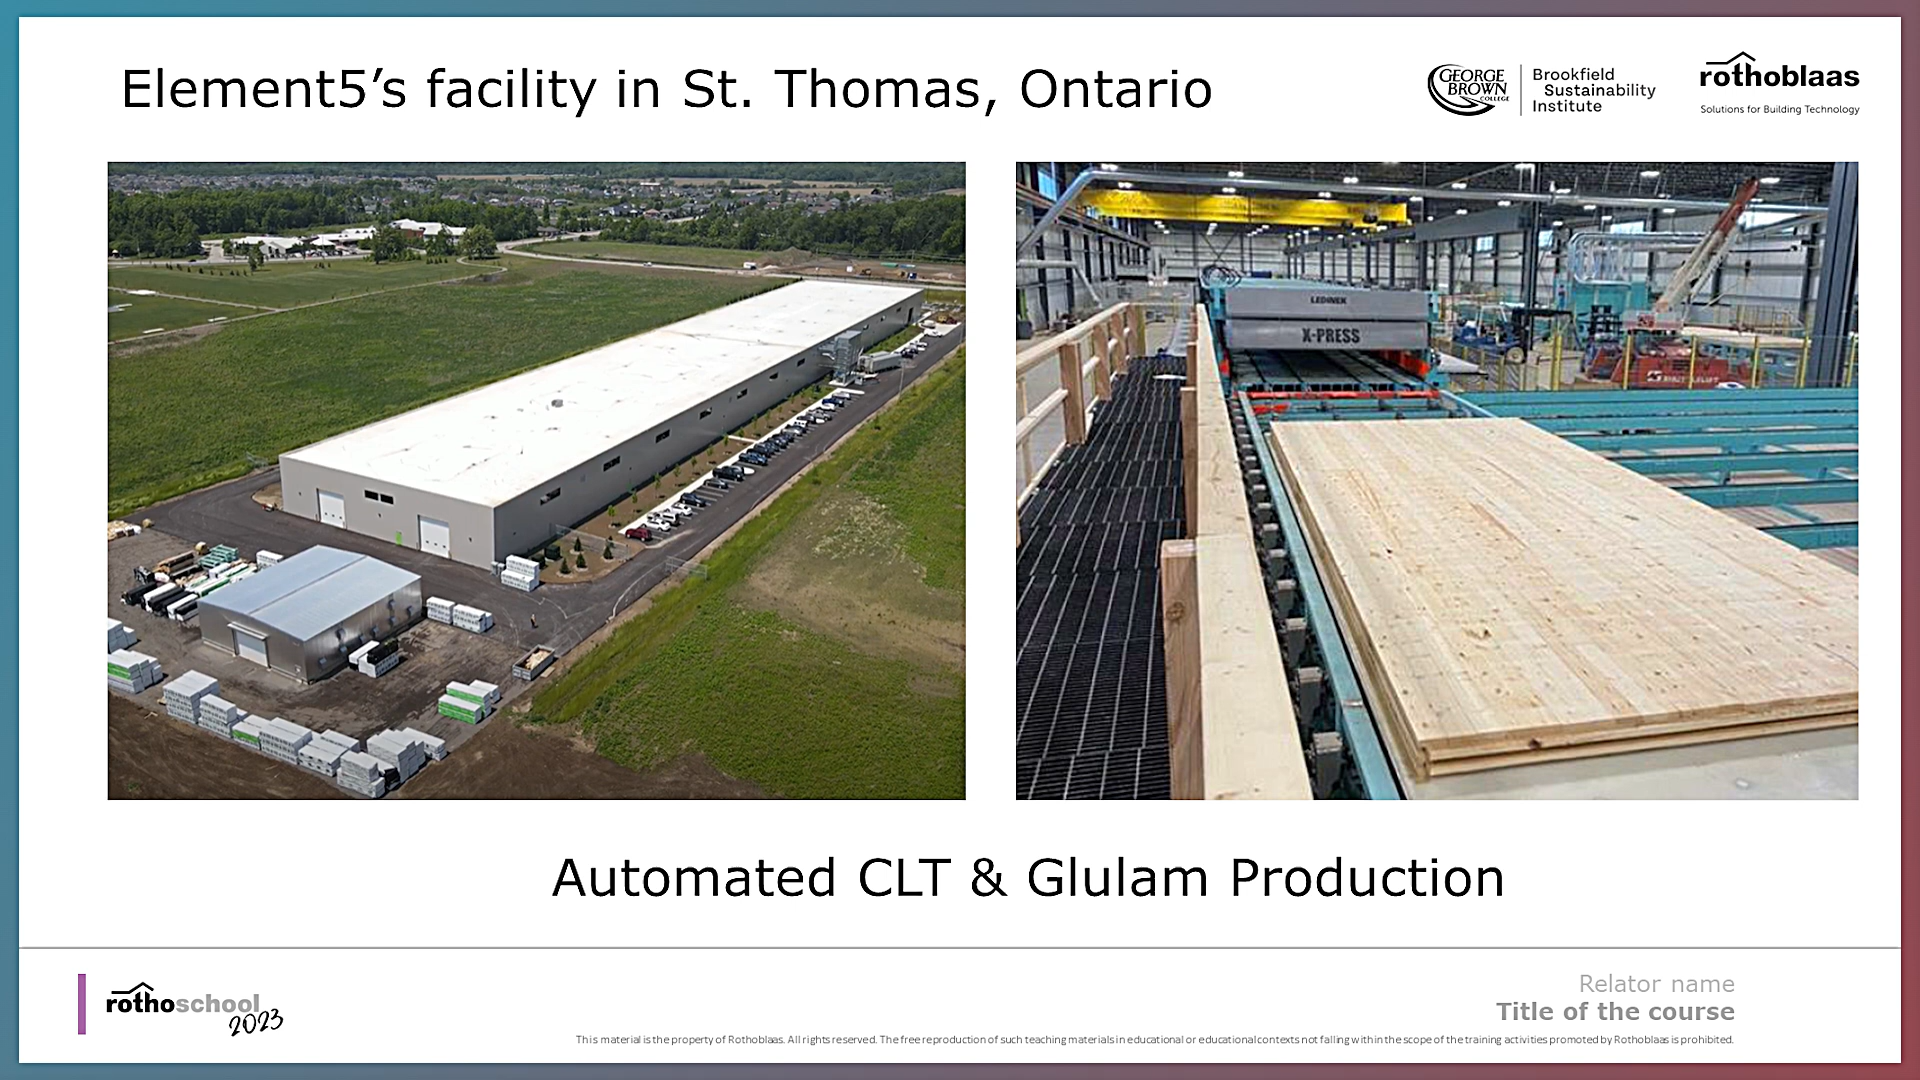 Element5’s facility in St. Thomas, Ontario
GEORGE
BROWN
COLLEGE
Brookfield
Sustainability
Institute
rothoblaas
Solutions for Building Technology
LEDINEK
X-PRESS
Automated CLT & Glulam Production
rothoschool
2023
Relator name
Title of the course
This material is the property of Rothoblaas. All rights reserved. The free reproduction of such teaching materials in educational or educational contexts not falling within the scope of the training activities promoted by Rothoblaas is prohibited.